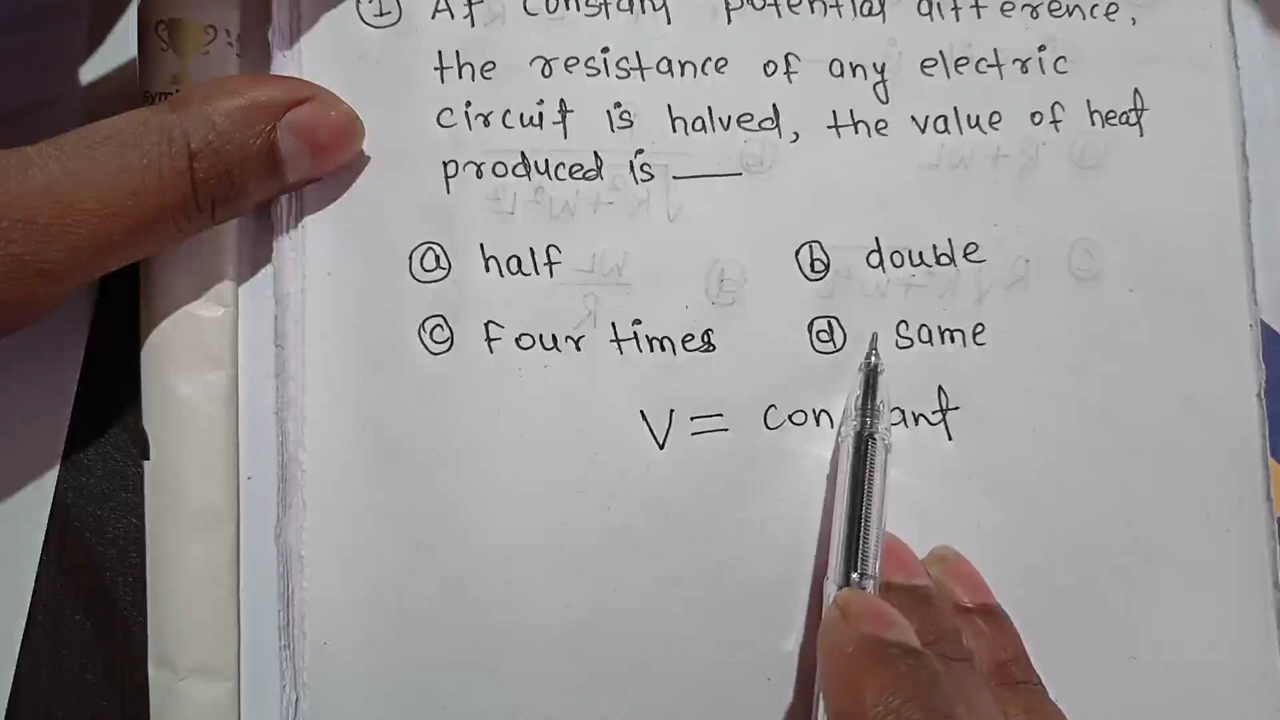 ① At constant potential difference,
the resistance of any electric
circuit is halved, the value of heat
produced is ___
ⓐ half ⓑ double
ⓒ Four times ⓓ same
V = constant